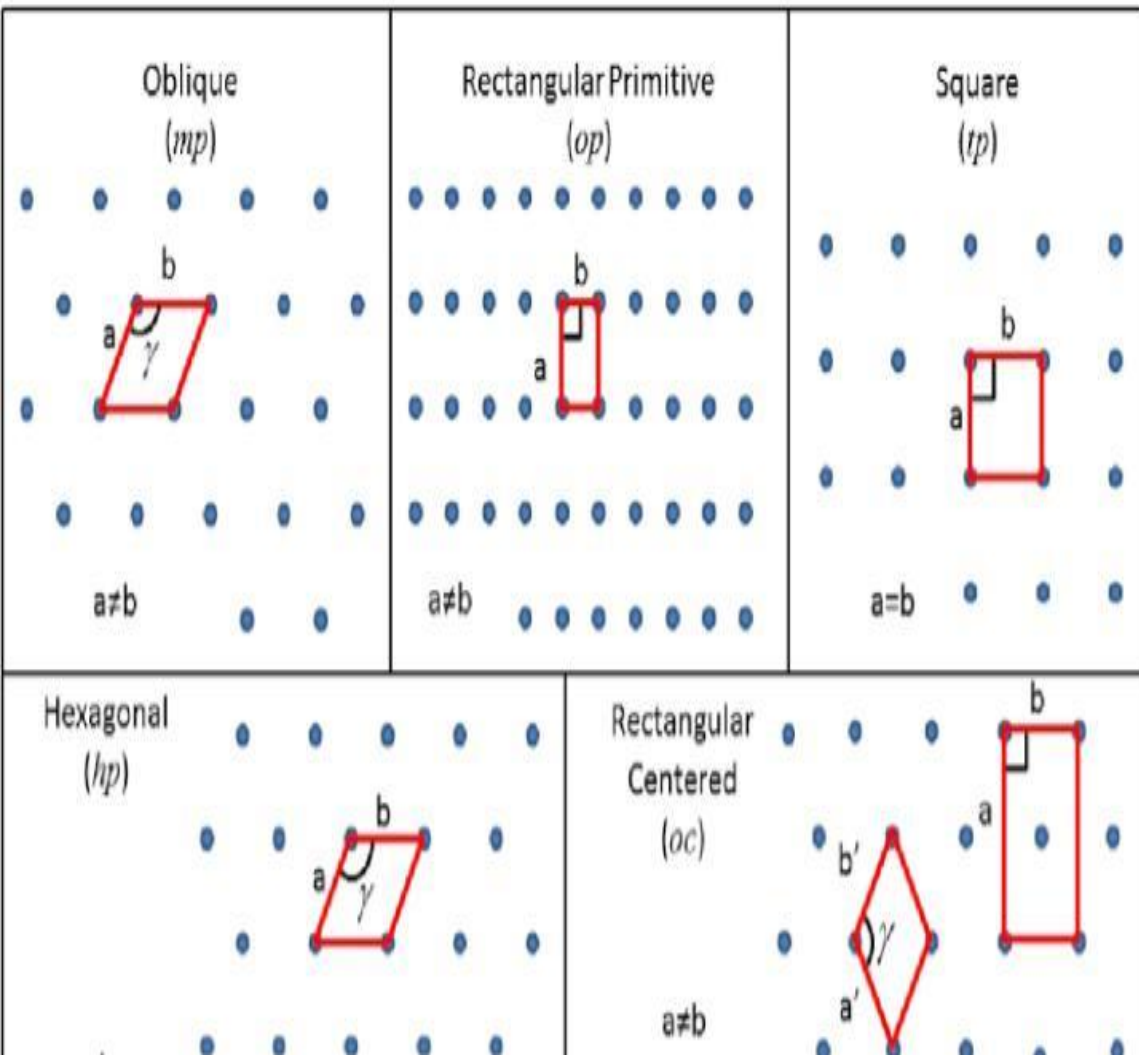 Oblique
(mp)
b
a
γ
a≠b
Rectangular Primitive
(op)
b
a
a≠b
Square
(tp)
b
a
a=b
Hexagonal
(hp)
b
a
γ
Rectangular
Centered
(oc)
b
a
b′
γ
a′
a≠b